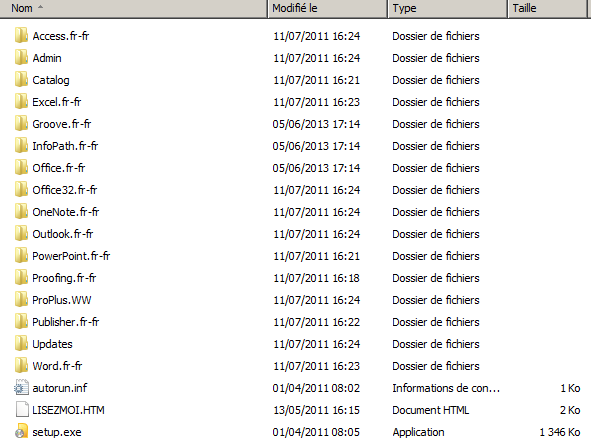 Nom Modifié le Type Taille
Access.fr-fr 11/07/2011 16:24 Dossier de fichiers
Admin 11/07/2011 16:24 Dossier de fichiers
Catalog 11/07/2011 16:21 Dossier de fichiers
Excel.fr-fr 11/07/2011 16:23 Dossier de fichiers
Groove.fr-fr 05/06/2013 17:14 Dossier de fichiers
InfoPath.fr-fr 05/06/2013 17:14 Dossier de fichiers
Office.fr-fr 05/06/2013 17:14 Dossier de fichiers
Office32.fr-fr 11/07/2011 16:24 Dossier de fichiers
OneNote.fr-fr 11/07/2011 16:24 Dossier de fichiers
Outlook.fr-fr 11/07/2011 16:24 Dossier de fichiers
PowerPoint.fr-fr 11/07/2011 16:21 Dossier de fichiers
Proofing.fr-fr 11/07/2011 16:18 Dossier de fichiers
ProPlus.WW 11/07/2011 16:24 Dossier de fichiers
Publisher.fr-fr 11/07/2011 16:22 Dossier de fichiers
Updates 11/07/2011 16:24 Dossier de fichiers
Word.fr-fr 11/07/2011 16:23 Dossier de fichiers
autorun.inf 01/04/2011 08:02 Informations de con... 1 Ko
LISEZMOI.HTM 13/05/2011 16:15 Document HTML 2 Ko
setup.exe 01/04/2011 08:05 Application 1 346 Ko